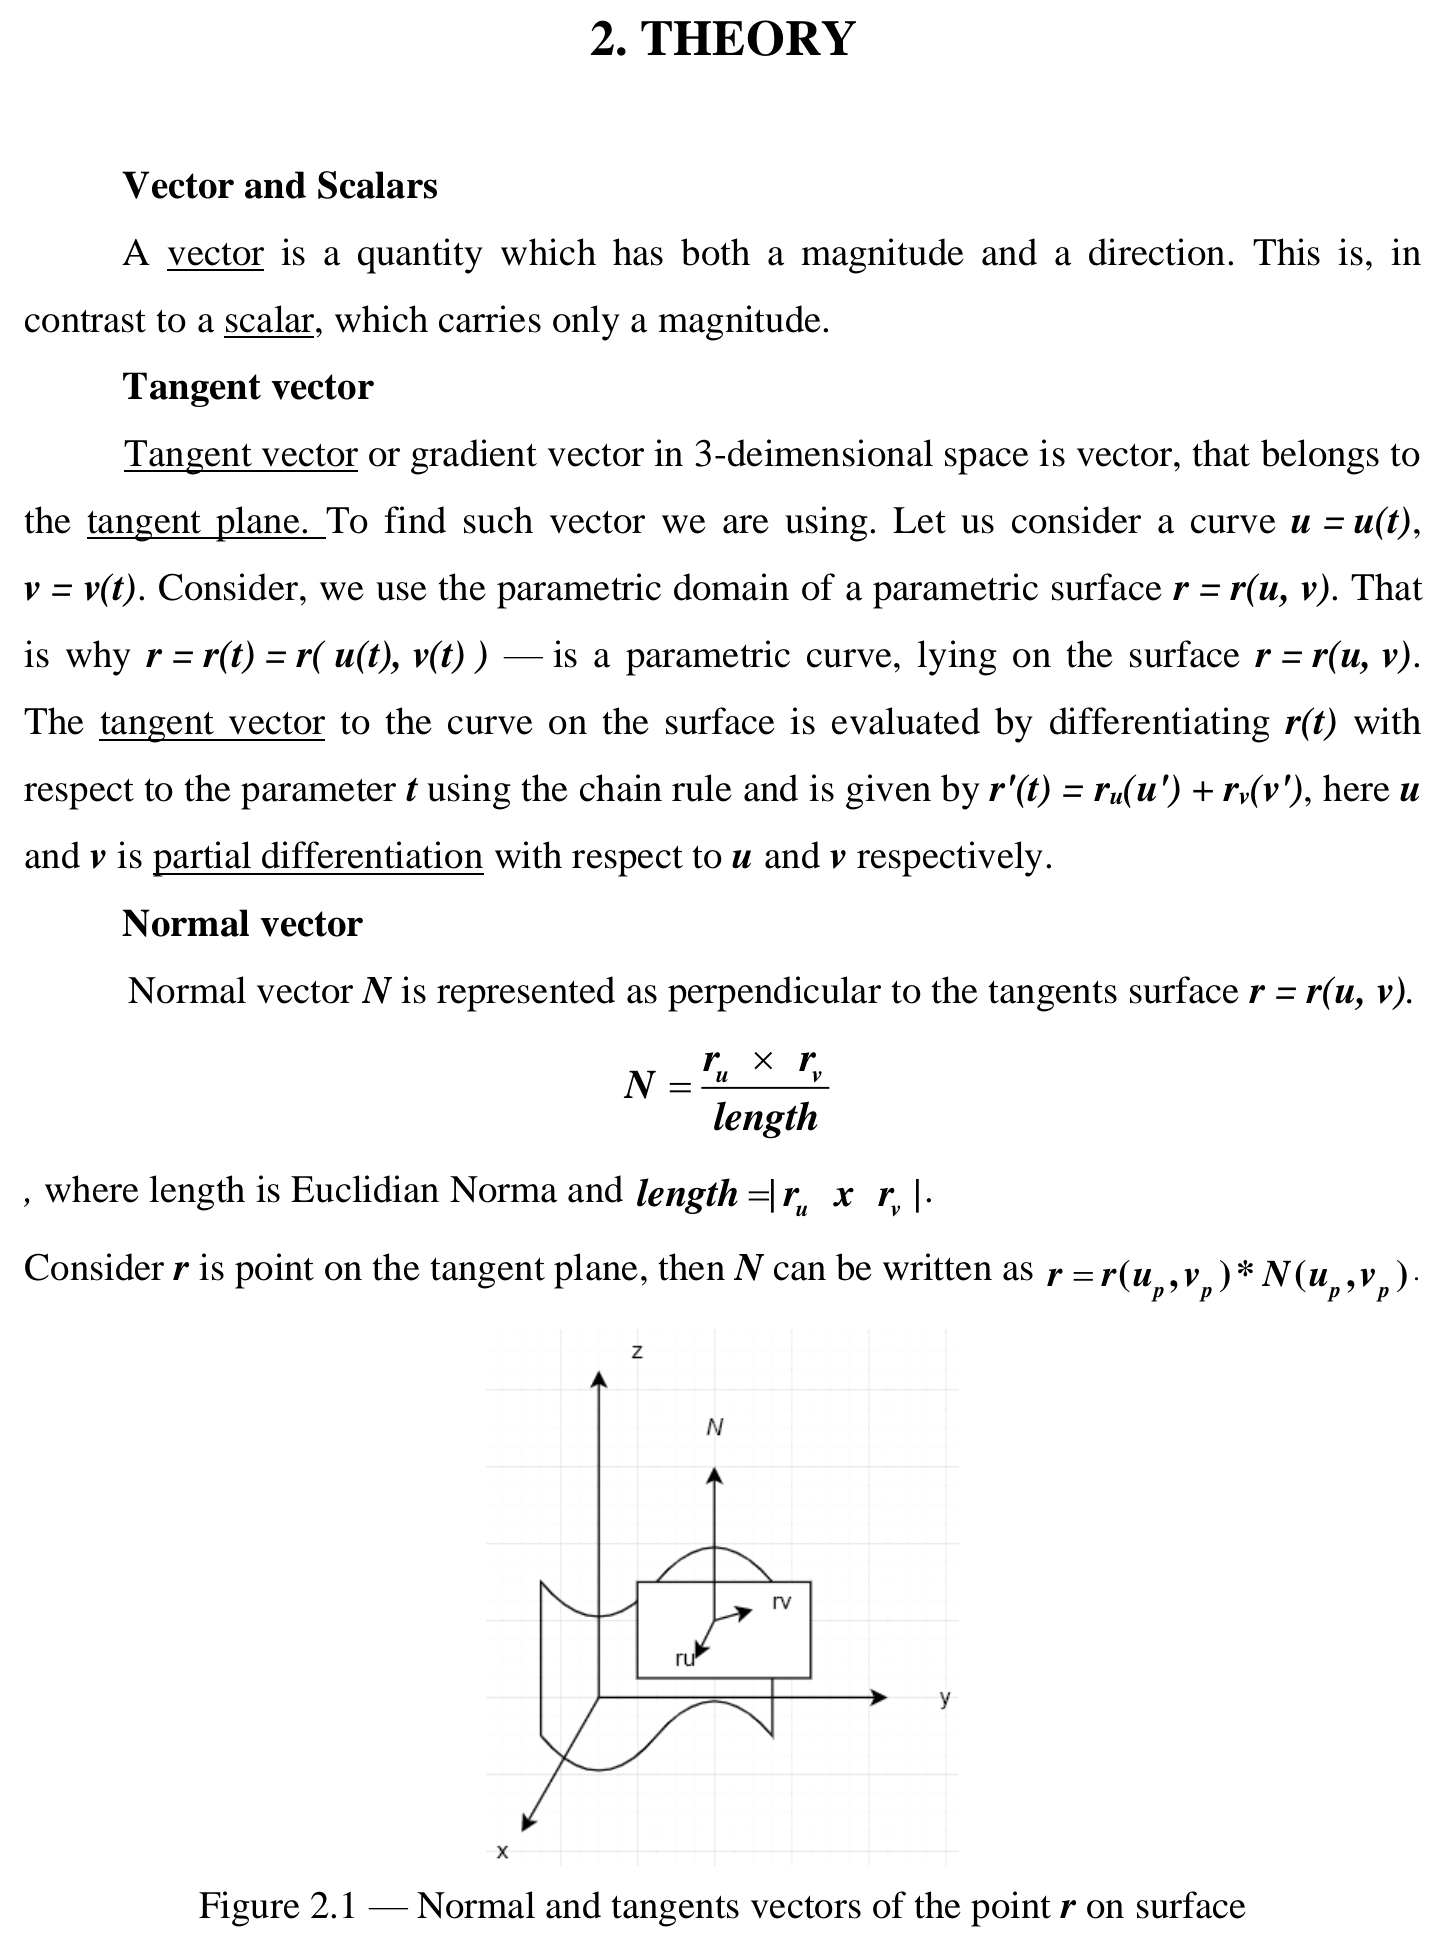 2. THEORY
Vector and Scalars
A vector is a quantity which has both a magnitude and a direction. This is, in
contrast to a scalar, which carries only a magnitude.
Tangent vector
Tangent vector or gradient vector in 3-deimensional space is vector, that belongs to
the tangent plane. To find such vector we are using. Let us consider a curve u = u(t),
v = v(t). Consider, we use the parametric domain of a parametric surface r = r(u, v). That
is why r = r(t) = r( u(t), v(t) ) — is a parametric curve, lying on the surface r = r(u, v).
The tangent vector to the curve on the surface is evaluated by differentiating r(t) with
respect to the parameter t using the chain rule and is given by r'(t) = rᵤ(u') + rᵥ(v'), here u
and v is partial differentiation with respect to u and v respectively.
Normal vector
Normal vector N is represented as perpendicular to the tangents surface r = r(u, v).
N = r_u × r_v / length
, where length is Euclidian Norma and length =| r_u x r_v |.
Consider r is point on the tangent plane, then N can be written as r = r(u_p, v_p) * N(u_p, v_p).
z
N
rv
ru
y
x
Figure 2.1 — Normal and tangents vectors of the point r on surface